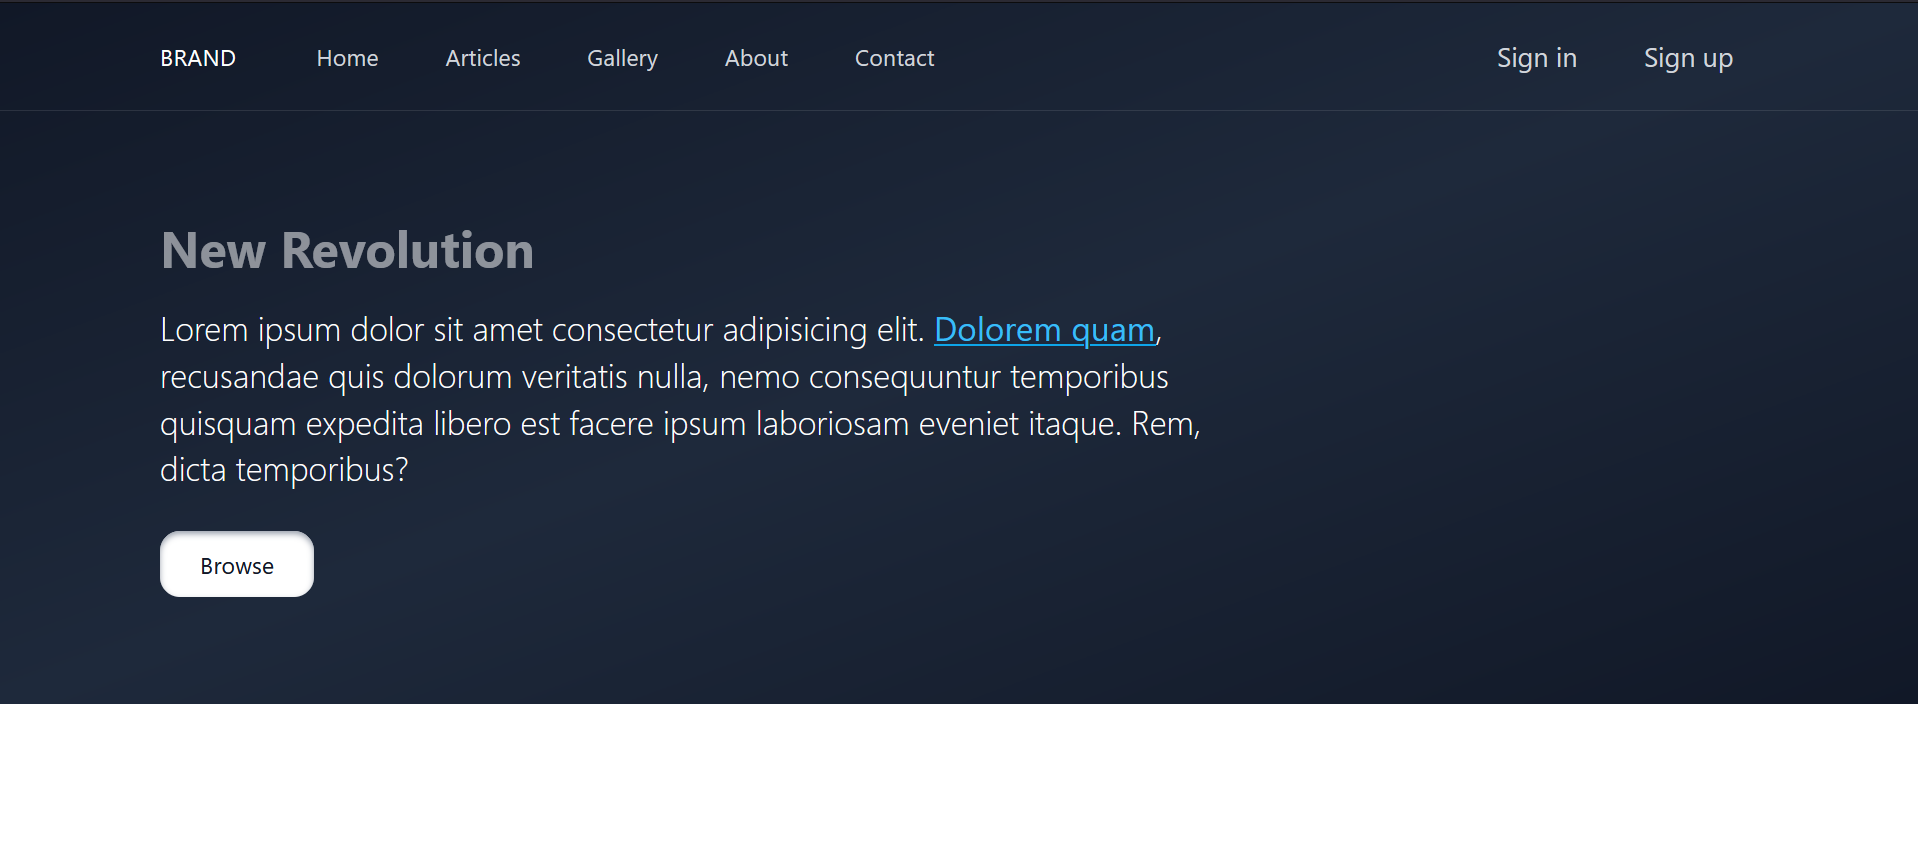 BRAND Home Articles Gallery About Contact Sign in Sign up
New Revolution
Lorem ipsum dolor sit amet consectetur adipisicing elit. Dolorem quam,
recusandae quis dolorum veritatis nulla, nemo consequuntur temporibus
quisquam expedita libero est facere ipsum laboriosam eveniet itaque. Rem,
dicta temporibus?
Browse